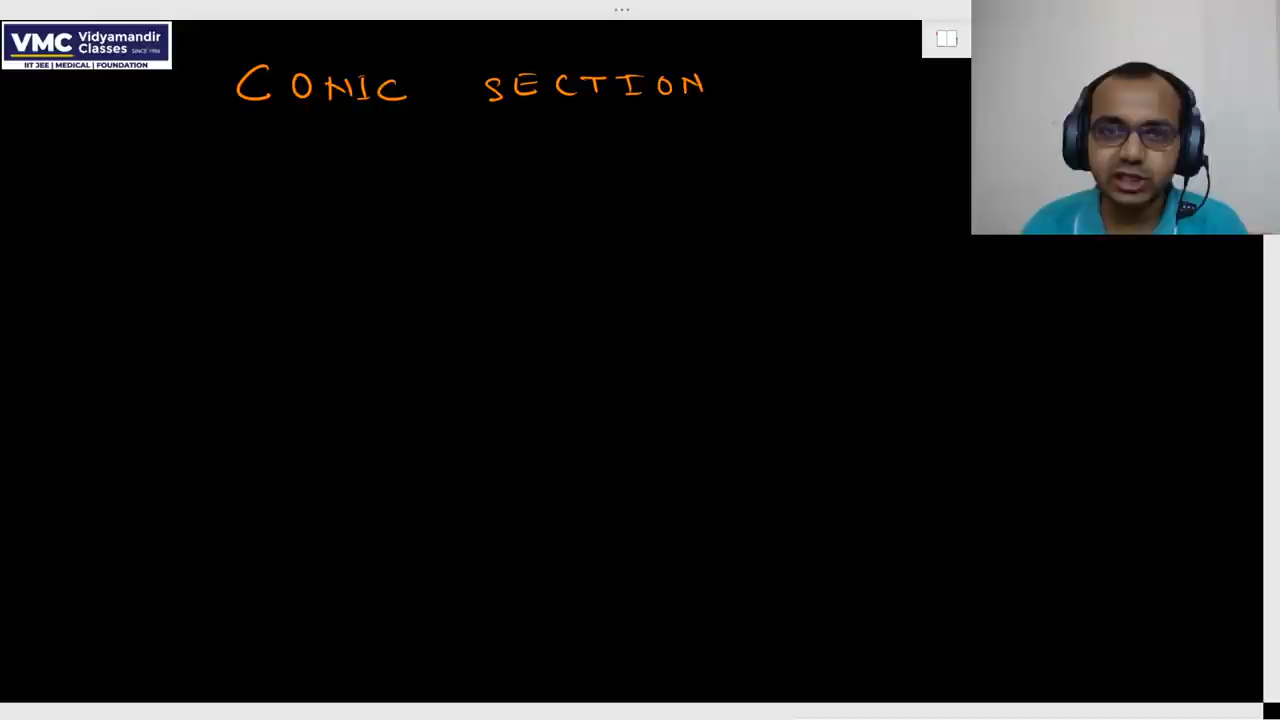 VMC Vidyamandir Classes SINCE 1986
IIT JEE | MEDICAL | FOUNDATION
CONIC SECTION